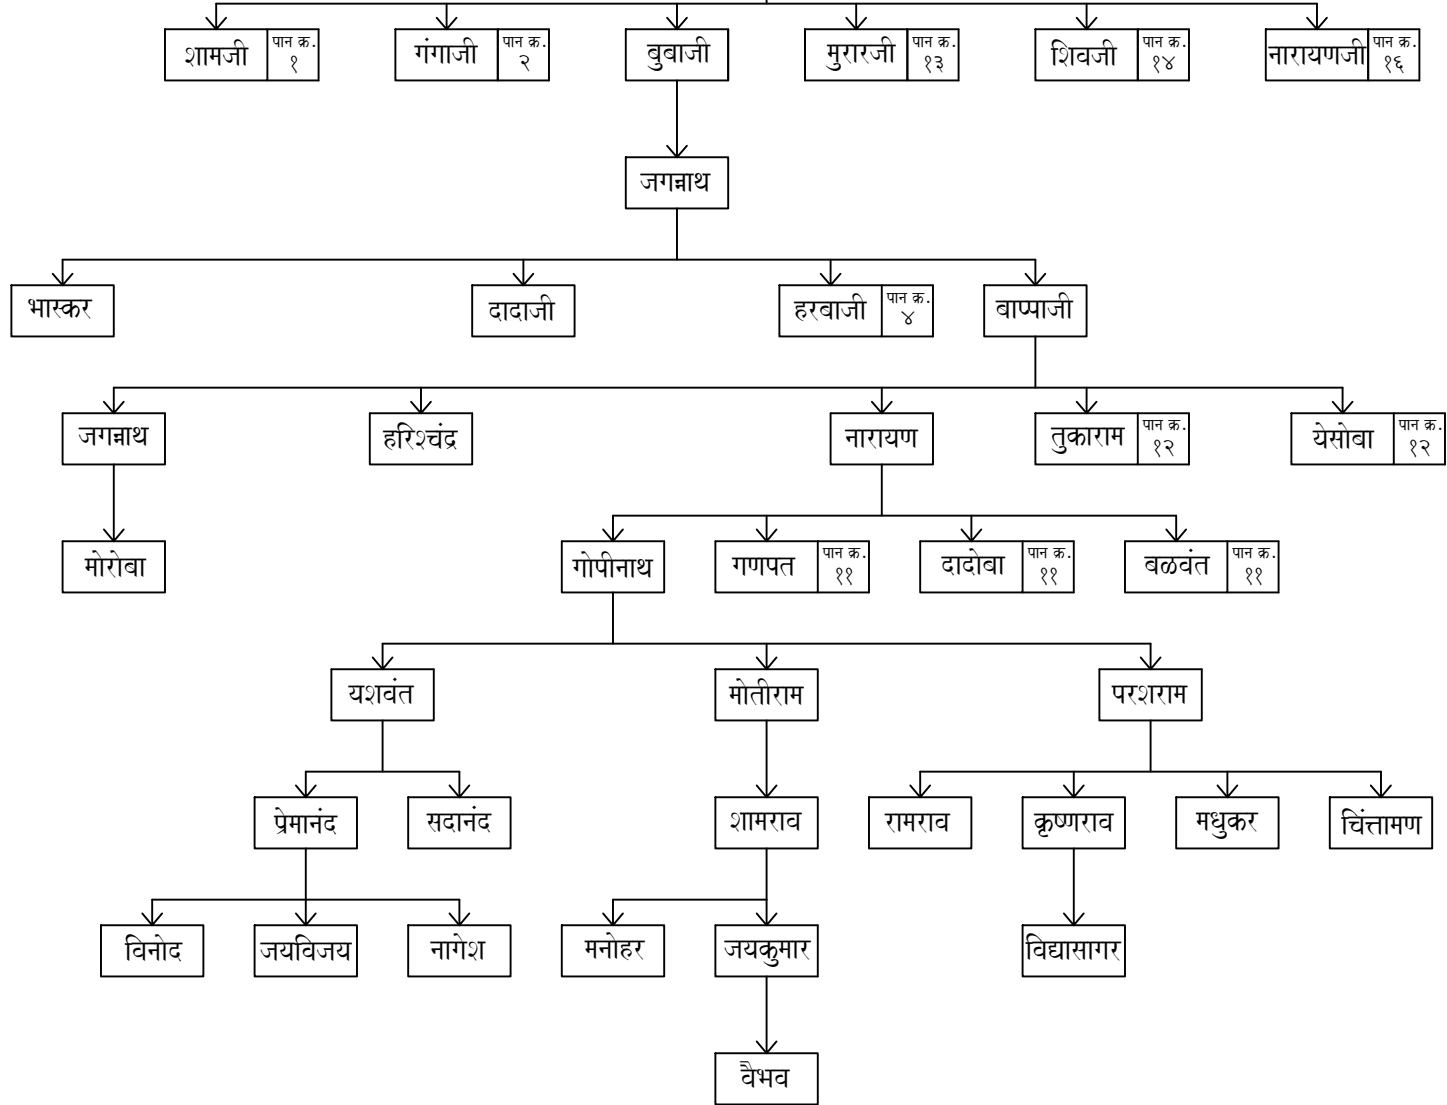 शामजी पान क्र. १ गंगाजी पान क्र. २ बुबाजी मुरारजी पान क्र. १३ शिवजी पान क्र. १४ नारायणजी पान क्र. १६
जगन्नाथ
भास्कर दादाजी हरबाजी पान क्र. ४ बाप्पाजी
जगन्नाथ हरिश्चंद्र नारायण तुकाराम पान क्र. १२ येसोबा पान क्र. १२
मोरोबा गोपीनाथ गणपत पान क्र. ११ दादोबा पान क्र. ११ बळवंत पान क्र. ११
यशवंत मोतीराम परशराम
प्रेमानंद सदानंद शामराव रामराव कृष्णराव मधुकर चिंत्तामण
विनोद जयविजय नागेश मनोहर जयकुमार विद्यासागर
वैभव